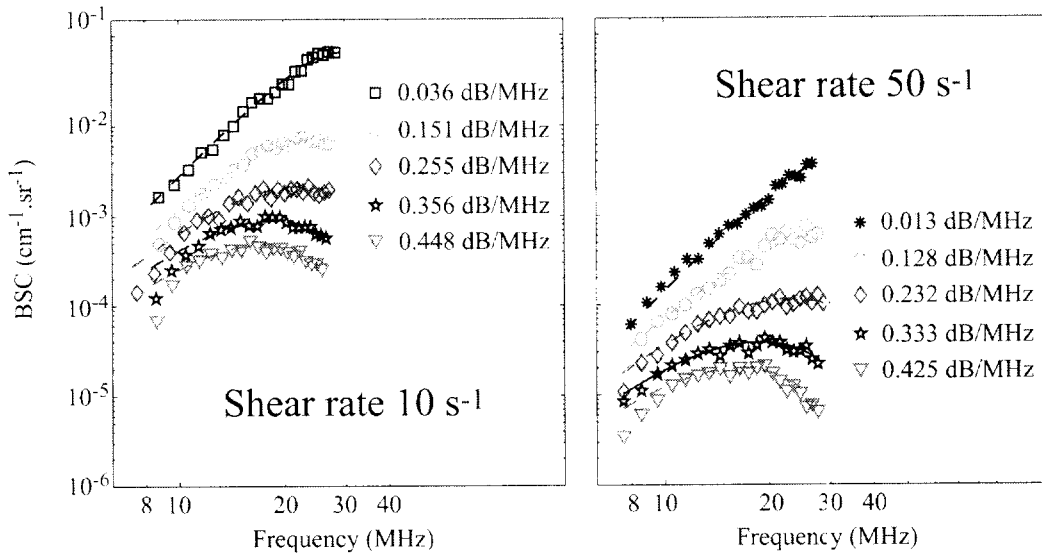 10-1
10-2
10-3
10-4
10-5
10-6
BSC (cm-1.sr-1)
0.036 dB/MHz
0.151 dB/MHz
0.255 dB/MHz
0.356 dB/MHz
0.448 dB/MHz
Shear rate 10 s-1
8 10 20 30 40
Frequency (MHz)
Shear rate 50 s-1
0.013 dB/MHz
0.128 dB/MHz
0.232 dB/MHz
0.333 dB/MHz
0.425 dB/MHz
8 10 20 30 40
Frequency (MHz)